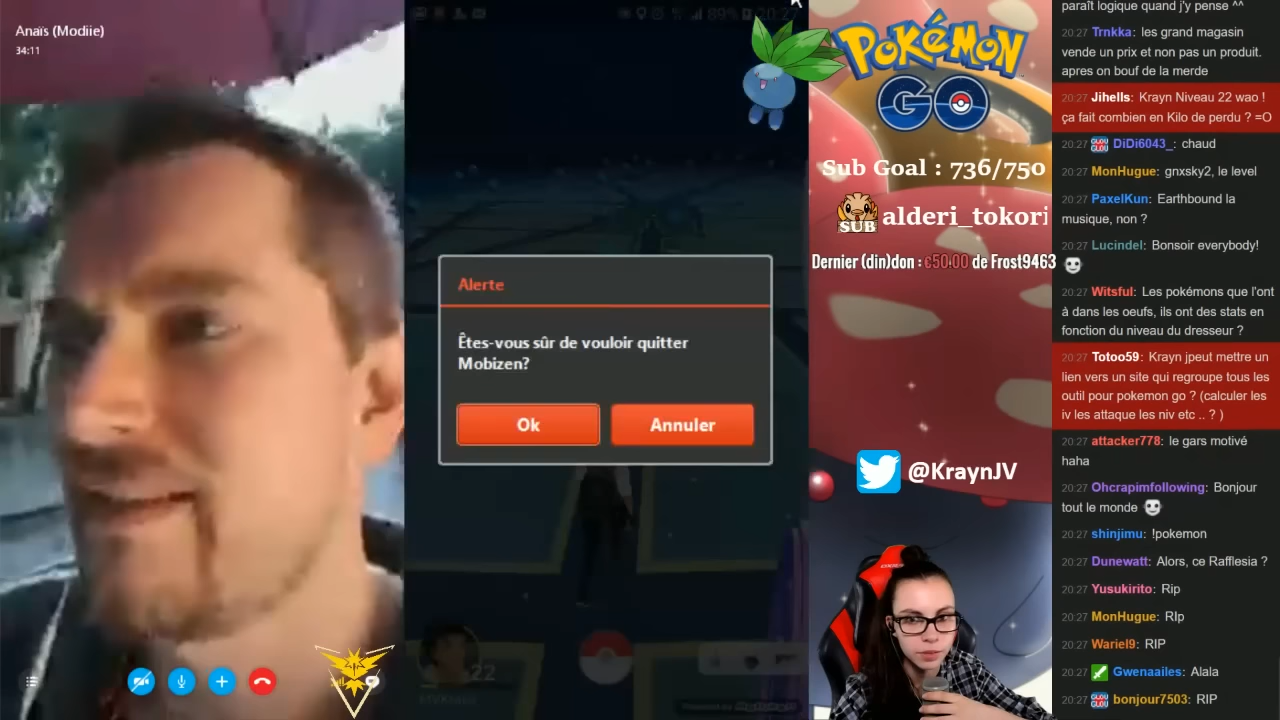 Anaïs (Modiie)
34:11
89% 20:27
POKÉMON
GO
Sub Goal : 736/750
SUB
alderi_tokori
Dernier (din)don : €50.00 de Frost9463
Alerte
Êtes-vous sûr de vouloir quitter
Mobizen?
Ok
Annuler
22
@KraynJV
paraît logique quand j'y pense ^^
20:27 Trnkka: les grand magasin
vende un prix et non pas un produit.
apres on bouf de la merde
20:27 Jihells: Krayn Niveau 22 wao !
ça fait combien en Kilo de perdu ? =O
20:27 DiDi6043_: chaud
20:27 MonHugue: gnxsky2, le level
20:27 PaxelKun: Earthbound la
musique, non ?
20:27 Lucindel: Bonsoir everybody!
20:27 Witsful: Les pokémons que l'ont
à dans les oeufs, ils ont des stats en
fonction du niveau du dresseur ?
20:27 Totoo59: Krayn jpeut mettre un
lien vers un site qui regroupe tous les
outil pour pokemon go ? (calculer les
iv les attaque les niv etc .. ? )
20:27 attacker778: le gars motivé
haha
20:27 Ohcrapimfollowing: Bonjour
tout le monde
20:27 shinjimu: !pokemon
20:27 Dunewatt: Alors, ce Rafflesia ?
20:27 Yusukirito: Rip
20:27 MonHugue: RIp
20:27 Wariel9: RIP
20:27 Gwenaailes: Alala
20:27 bonjour7503: RIP